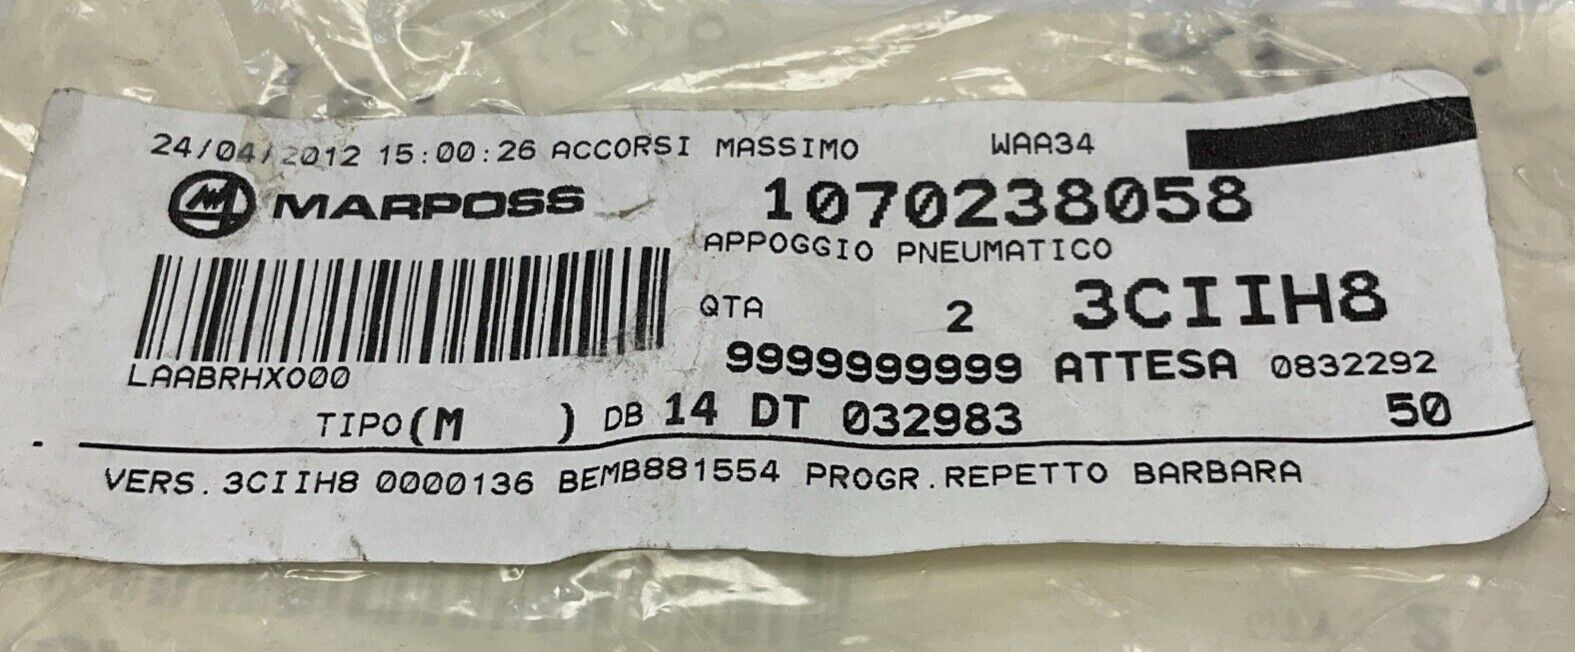 24/04/2012 15:00:26 ACCORSI MASSIMO WAA34
MARPOSS 1070238058
APPOGGIO PNEUMATICO
QTA 2 3CIIH8
LAABRHX000
9999999999 ATTESA 0832292
TIPO(M ) DB 14 DT 032983 50
VERS. 3CIIH8 0000136 BEMB881554 PROGR.REPETTO BARBARA